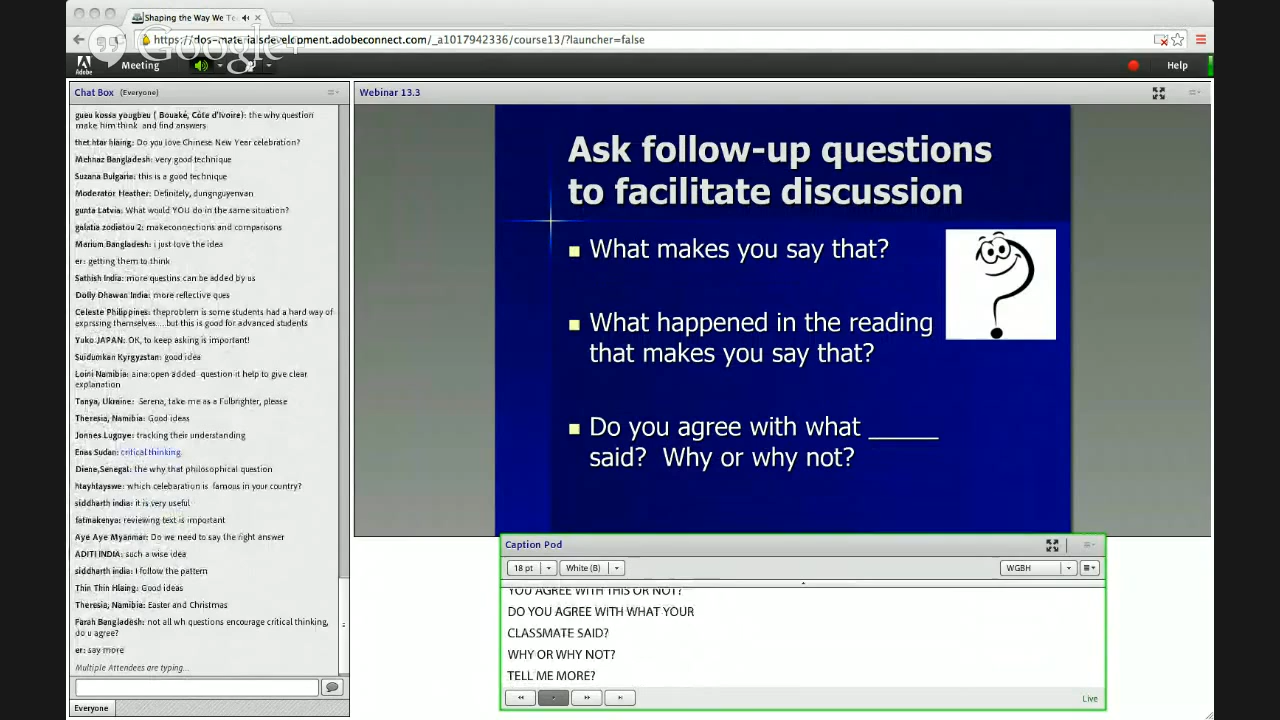 Shaping the Way We Te
Google+
https://dos-materialsdevelopment.adobeconnect.com/_a1017942336/course13/?launcher=false
Adobe
Meeting
Help
Chat Box (Everyone)
gueu kossa yougbeu ( Bouaké, Côte d'Ivoire): the why question
make him think and find answers
thet htar hlaing: Do you love Chinese New Year celebration?
Mehnaz Bangladesh: very good technique
Suzana Bulgaria: this is a good technique
Moderator Heather: Definitely, dungnguyenvan
gunta Latvia: What would YOU do in the same situation?
galatia zodiatou 2: makeconnections and comparisons
Marium Bangladesh: i just love the idea
er: getting them to think
Sathish India: more questins can be added by us
Dolly Dhawan India: more reflective ques
Celeste Philippines: theproblem is some students had a hard way of
exprssing themselves.....but this is good for advanced students
Yuko JAPAN: OK, to keep asking is important!
Suidumkan Kyrgyzstan: good idea
Loini Namibia: aina:open added question it help to give clear
explanation
Tanya, Ukraine: Serena, take me as a Fulbrighter, please
Theresia, Namibia: Good ideas
Jonnes Lugoye: tracking their understanding
Enas Sudan: critical thinking.
Diene,Senegal: the why that philosophical question
htayhtayswe: which celebaration is famous in your country?
siddharth india: it is very useful
fatmakenya: reviewing text is important
Aye Aye Myanmar: Do we need to say the right answer
ADITI INDIA: such a wise idea
siddharth india: I follow the pattern
Thin Thin Hlaing: Good ideas
Theresia, Namibia: Easter and Christmas
Farah Bangladesh: not all wh questions encourage critical thinking,
do u agree?
er: say more
Multiple Attendees are typing...
Everyone
Webinar 13.3
Ask follow-up questions
to facilitate discussion
What makes you say that?
What happened in the reading
that makes you say that?
Do you agree with what _____
said? Why or why not?
Caption Pod
18 pt
White (B)
WGBH
YOU AGREE WITH THIS OR NOT?
DO YOU AGREE WITH WHAT YOUR
CLASSMATE SAID?
WHY OR WHY NOT?
TELL ME MORE?
Live